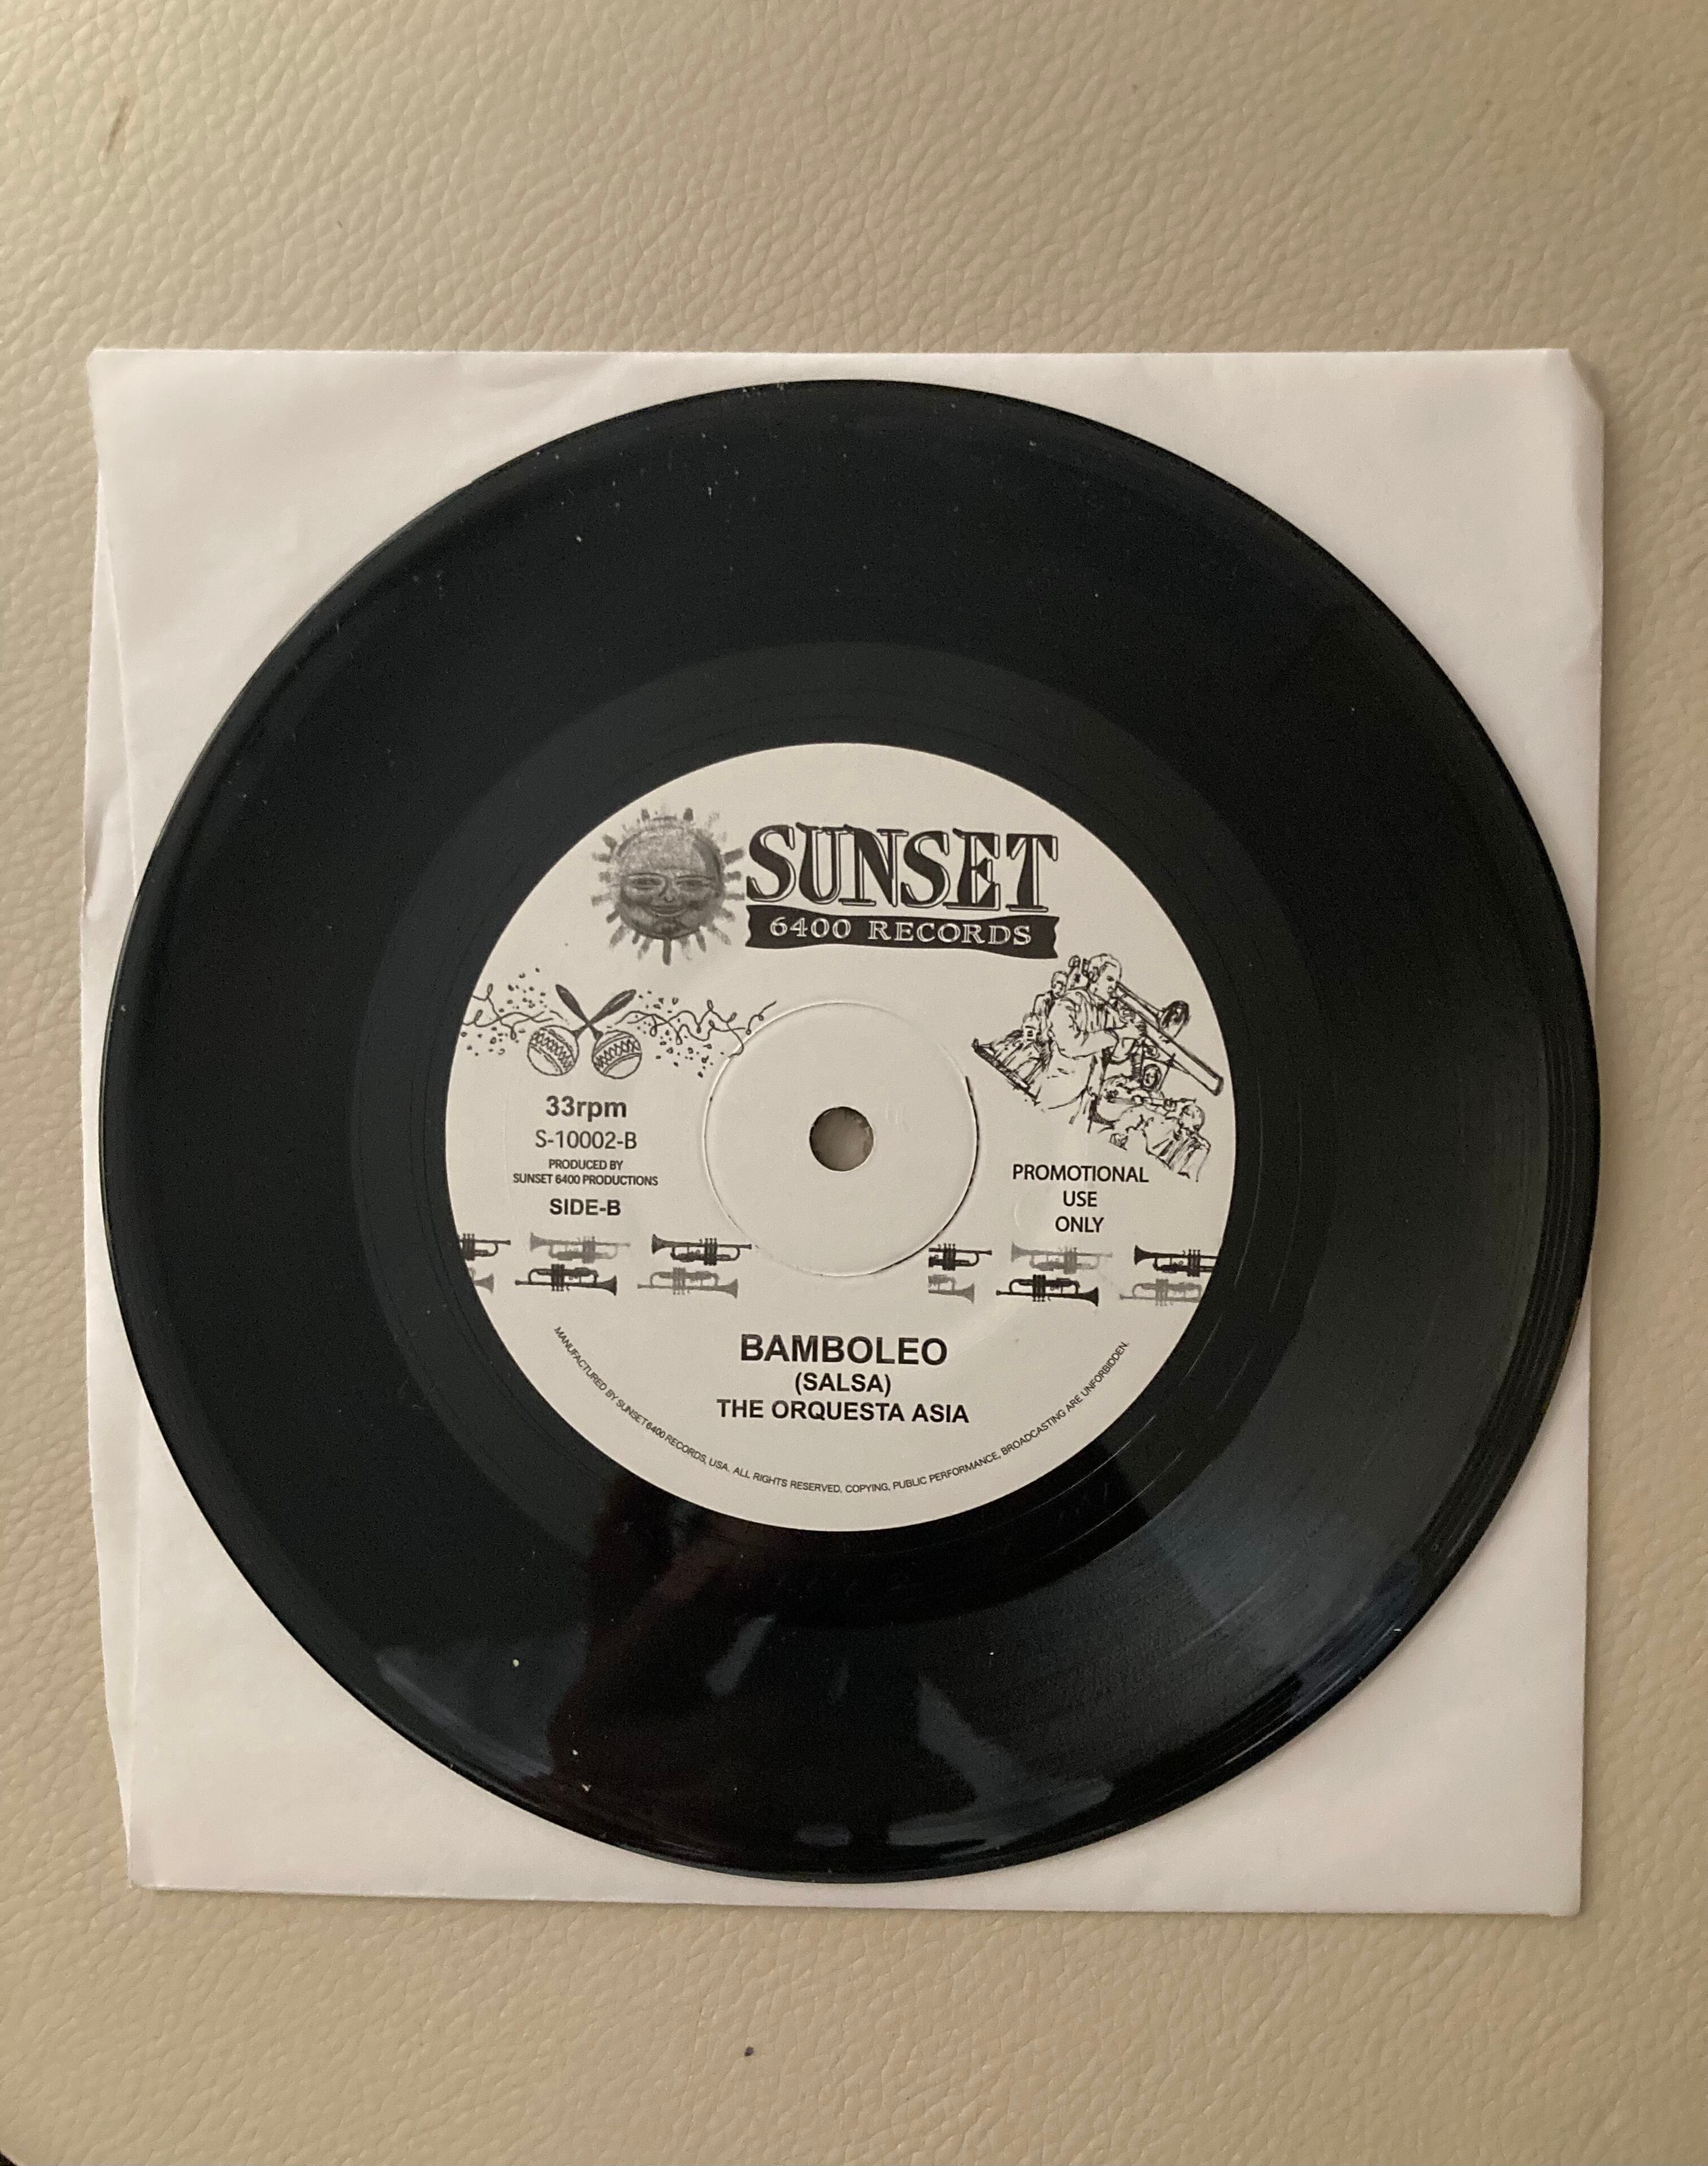 SUNSET
6400 RECORDS
33rpm
S-10002-B
PRODUCED BY
SUNSET 6400 PRODUCTIONS
SIDE-B
PROMOTIONAL
USE
ONLY
BAMBOLEO
(SALSA)
THE ORQUESTA ASIA
MANUFACTURED BY SUNSET 6400 RECORDS, USA. ALL RIGHTS RESERVED, COPYING, PUBLIC PERFORMANCE, BROADCASTING ARE UNFORBIDDEN.